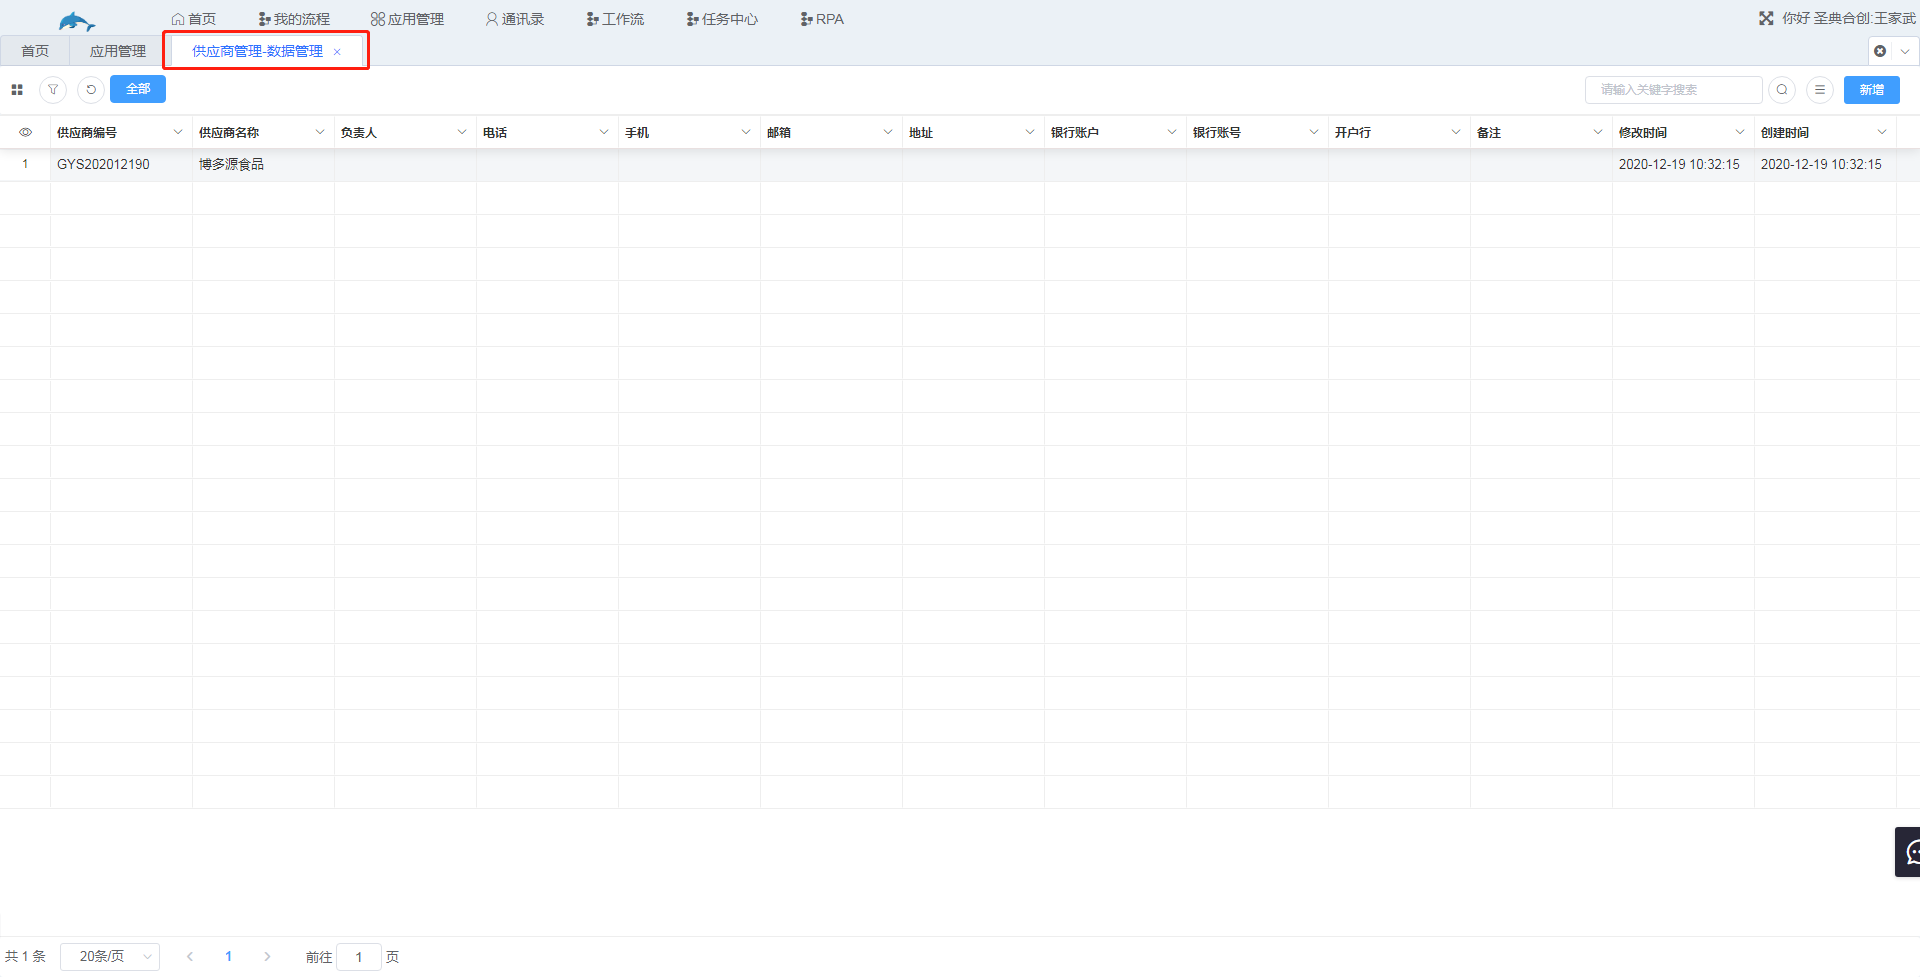 首页 我的流程 应用管理 通讯录 工作流 任务中心 RPA 你好 圣典合创:王家武
首页 应用管理 供应商管理-数据管理 ×
全部 请输入关键字搜索 新增
供应商编号 供应商名称 负责人 电话 手机 邮箱 地址 银行账户 银行账号 开户行 备注 修改时间 创建时间
1 GYS202012190 博多源食品 2020-12-19 10:32:15 2020-12-19 10:32:15
共 1 条 20条/页 1 前往 1 页